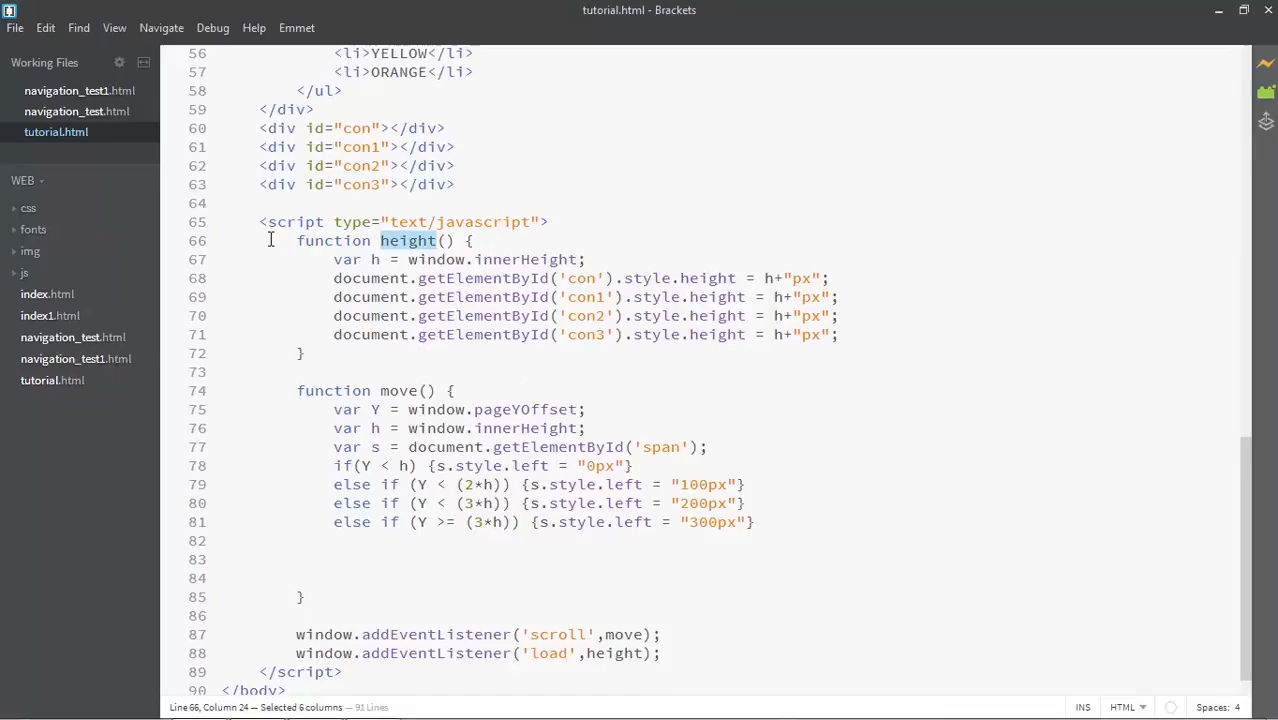 tutorial.html - Brackets
File Edit Find View Navigate Debug Help Emmet
Working Files
navigation_test1.html
navigation_test.html
tutorial.html
WEB
css
fonts
img
js
index.html
index1.html
navigation_test.html
navigation_test1.html
tutorial.html
56 <li>YELLOW</li>
57 <li>ORANGE</li>
58 </ul>
59 </div>
60 <div id="con"></div>
61 <div id="con1"></div>
62 <div id="con2"></div>
63 <div id="con3"></div>
64
65 <script type="text/javascript">
66 function height() {
67 var h = window.innerHeight;
68 document.getElementById('con').style.height = h+"px";
69 document.getElementById('con1').style.height = h+"px";
70 document.getElementById('con2').style.height = h+"px";
71 document.getElementById('con3').style.height = h+"px";
72 }
73
74 function move() {
75 var Y = window.pageYOffset;
76 var h = window.innerHeight;
77 var s = document.getElementById('span');
78 if(Y < h) {s.style.left = "0px"}
79 else if (Y < (2*h)) {s.style.left = "100px"}
80 else if (Y < (3*h)) {s.style.left = "200px"}
81 else if (Y >= (3*h)) {s.style.left = "300px"}
82
83
84
85 }
86
87 window.addEventListener('scroll',move);
88 window.addEventListener('load',height);
89 </script>
90 </body>
Line 66, Column 24 — Selected 6 columns — 91 Lines
INS HTML Spaces: 4